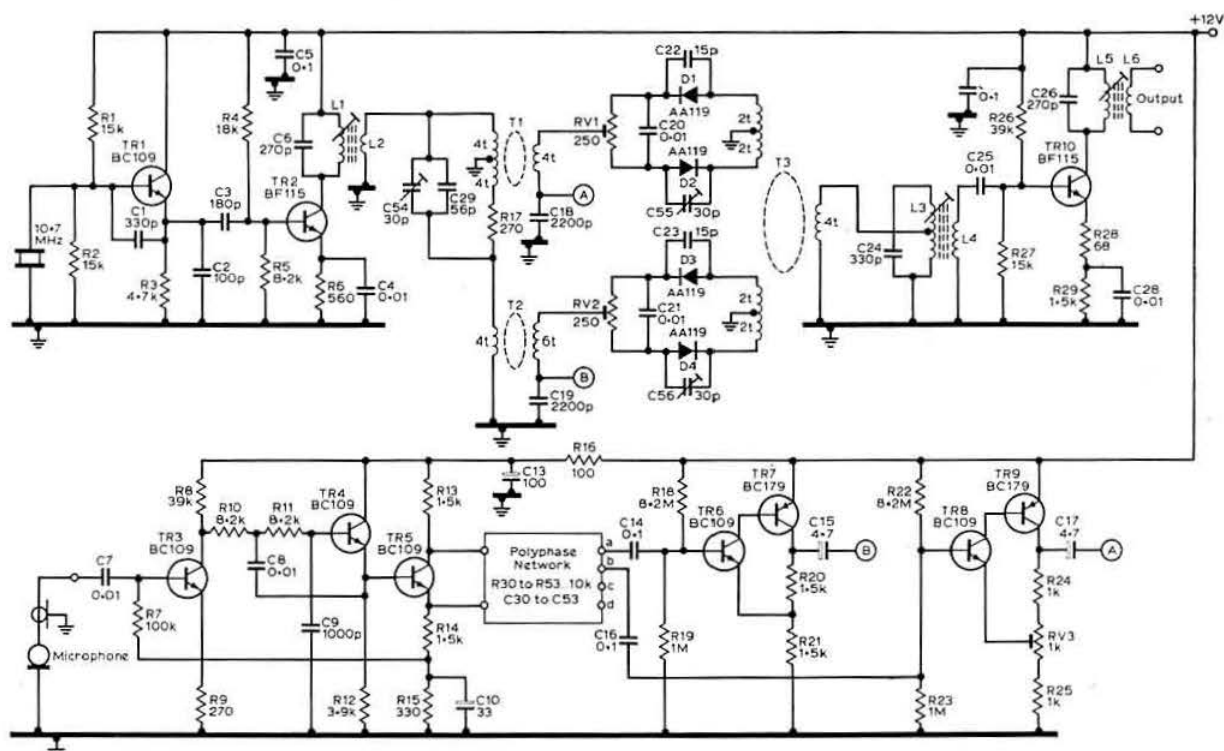 +12V
C5
0·1
R1
15k
TR1
BC109
R4
18k
C6
270p
L1
L2
TR2
BF115
C3
180p
C1
330p
10·7
MHz
R2
15k
R3
4·7k
C2
100p
R5
8·2k
R6
560
C4
0·01
4t
4t
T1
4t
C54
30p
C29
56p
R17
270
A
C18
2200p
4t
T2
6t
B
C19
2200p
C22
15p
D1
AA119
RV1
250
C20
0·01
AA119
D2
C55
30p
2t
2t
C23
15p
D3
AA119
RV2
250
C21
0·01
AA119
D4
C56
30p
2t
2t
T3
4t
C24
330p
L3
L4
C25
0·01
0·1
R26
39k
R27
15k
TR10
BF115
C26
270p
L5
L6
Output
R28
68
R29
1·5k
C28
0·01
R16
100
C13
100
R8
39k
R10
8·2k
R11
8·2k
TR4
BC109
TR3
BC109
C7
0·01
R7
100k
Microphone
C8
0·01
C9
1000p
R9
270
R12
3·9k
R13
1·5k
TR5
BC109
R14
1·5k
R15
330
C10
33
Polyphase
Network
R30 to R53 10k
C30 to C53
a
b
c
d
C14
0·1
C16
0·1
R18
8·2M
R19
1M
TR6
BC109
TR7
BC179
C15
4·7
B
R20
1·5k
R21
1·5k
R22
8·2M
R23
1M
TR8
BC109
TR9
BC179
C17
4·7
A
R24
1k
RV3
1k
R25
1k